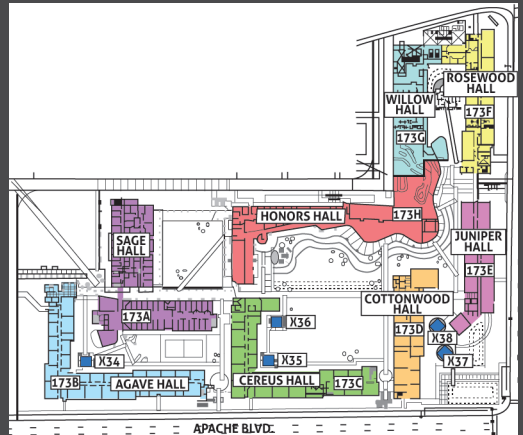 ROSEWOOD
HALL
173F
WILLOW
HALL
173G
HONORS HALL
173H
SAGE
HALL
JUNIPER
HALL
173E
COTTONWOOD
HALL
173A
X36
173D
X38
X34
X35
X37
173B
AGAVE HALL
CEREUS HALL
173C
APACHE BLVD.